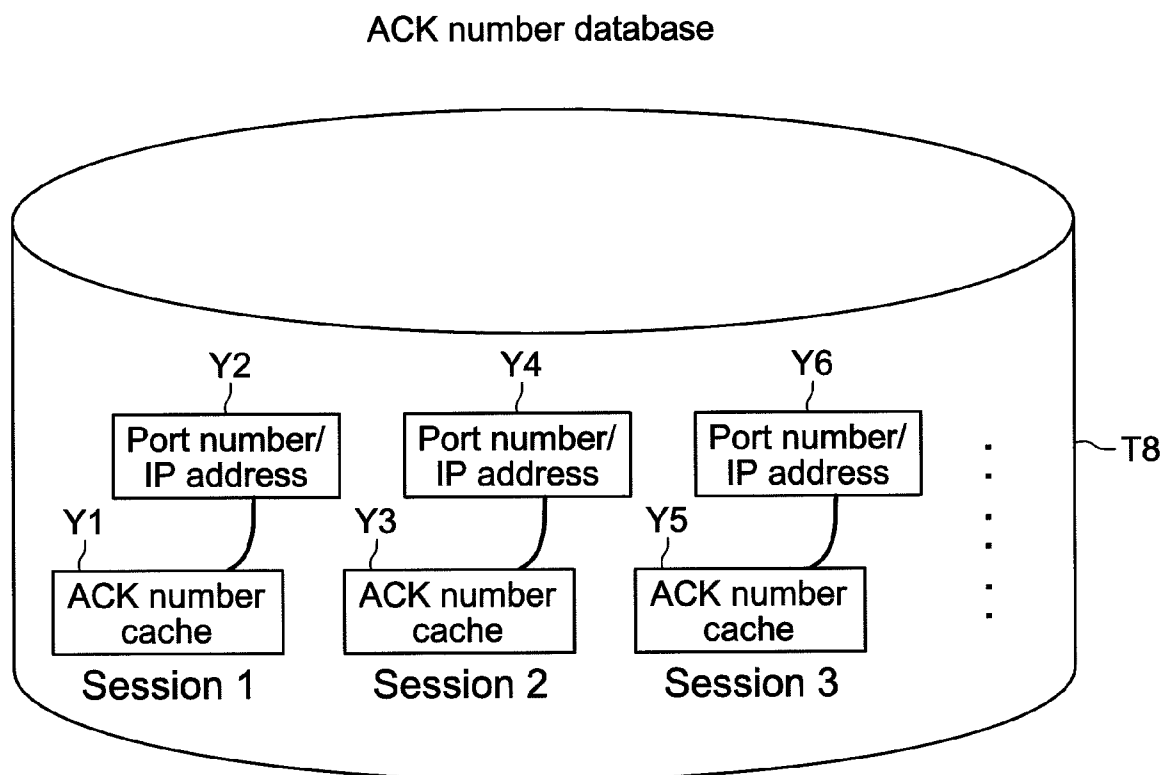 ACK number database
Y2
Y4
Y6
Port number/
IP address
Port number/
IP address
Port number/
IP address
T8
Y1
Y3
Y5
ACK number
cache
ACK number
cache
ACK number
cache
Session 1
Session 2
Session 3